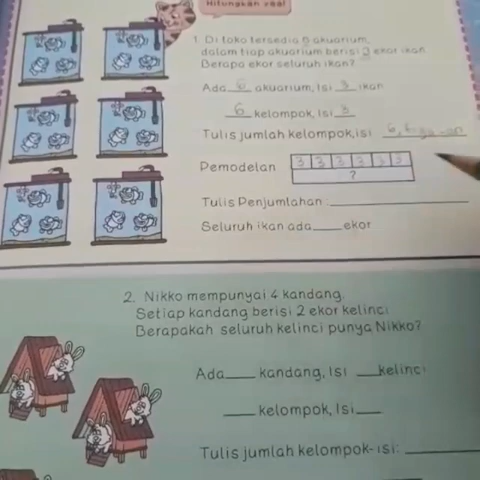 Hitungkan yaa!
1. Di toko tersedia 6 akuarium,
dalam tiap akuarium berisi 3 ekor ikan
Berapa ekor seluruh ikan?
Ada 6 akuarium, Isi 3 ikan
6 kelompok, Isi 3
Tulis jumlah kelompok, isi 6,
Pemodelan 3 3 3 3 3 3
?
Tulis Penjumlahan
Seluruh ikan ada ekor
2. Nikko mempunyai 4 kandang.
Setiap kandang berisi 2 ekor kelinci
Berapakah seluruh kelinci punya Nikko?
Ada kandang, Isi kelinci
kelompok, Isi
Tulis jumlah kelompok-isi: